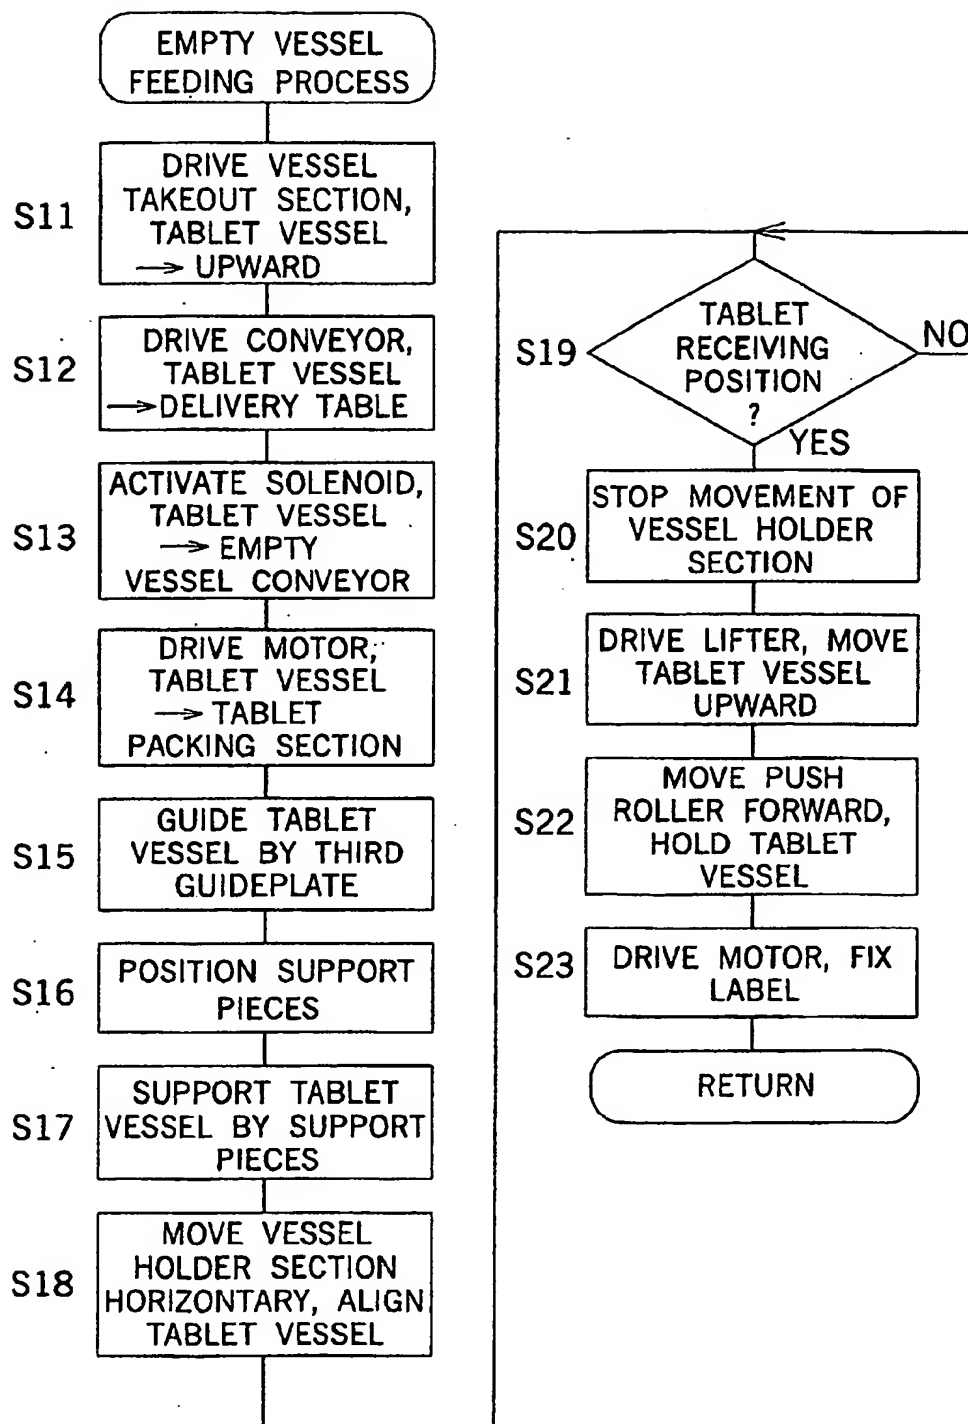 EMPTY VESSEL
FEEDING PROCESS
S11
DRIVE VESSEL
TAKEOUT SECTION,
TABLET VESSEL
→ UPWARD
S12
DRIVE CONVEYOR,
TABLET VESSEL
→DELIVERY TABLE
S13
ACTIVATE SOLENOID,
TABLET VESSEL
→ EMPTY
VESSEL CONVEYOR
S14
DRIVE MOTOR,
TABLET VESSEL
→ TABLET
PACKING SECTION
S15
GUIDE TABLET
VESSEL BY THIRD
GUIDEPLATE
S16
POSITION SUPPORT
PIECES
S17
SUPPORT TABLET
VESSEL BY SUPPORT
PIECES
S18
MOVE VESSEL
HOLDER SECTION
HORIZONTARY, ALIGN
TABLET VESSEL
S19
TABLET
RECEIVING
POSITION
?
NO
YES
S20
STOP MOVEMENT OF
VESSEL HOLDER
SECTION
S21
DRIVE LIFTER, MOVE
TABLET VESSEL
UPWARD
S22
MOVE PUSH
ROLLER FORWARD,
HOLD TABLET
VESSEL
S23
DRIVE MOTOR, FIX
LABEL
RETURN